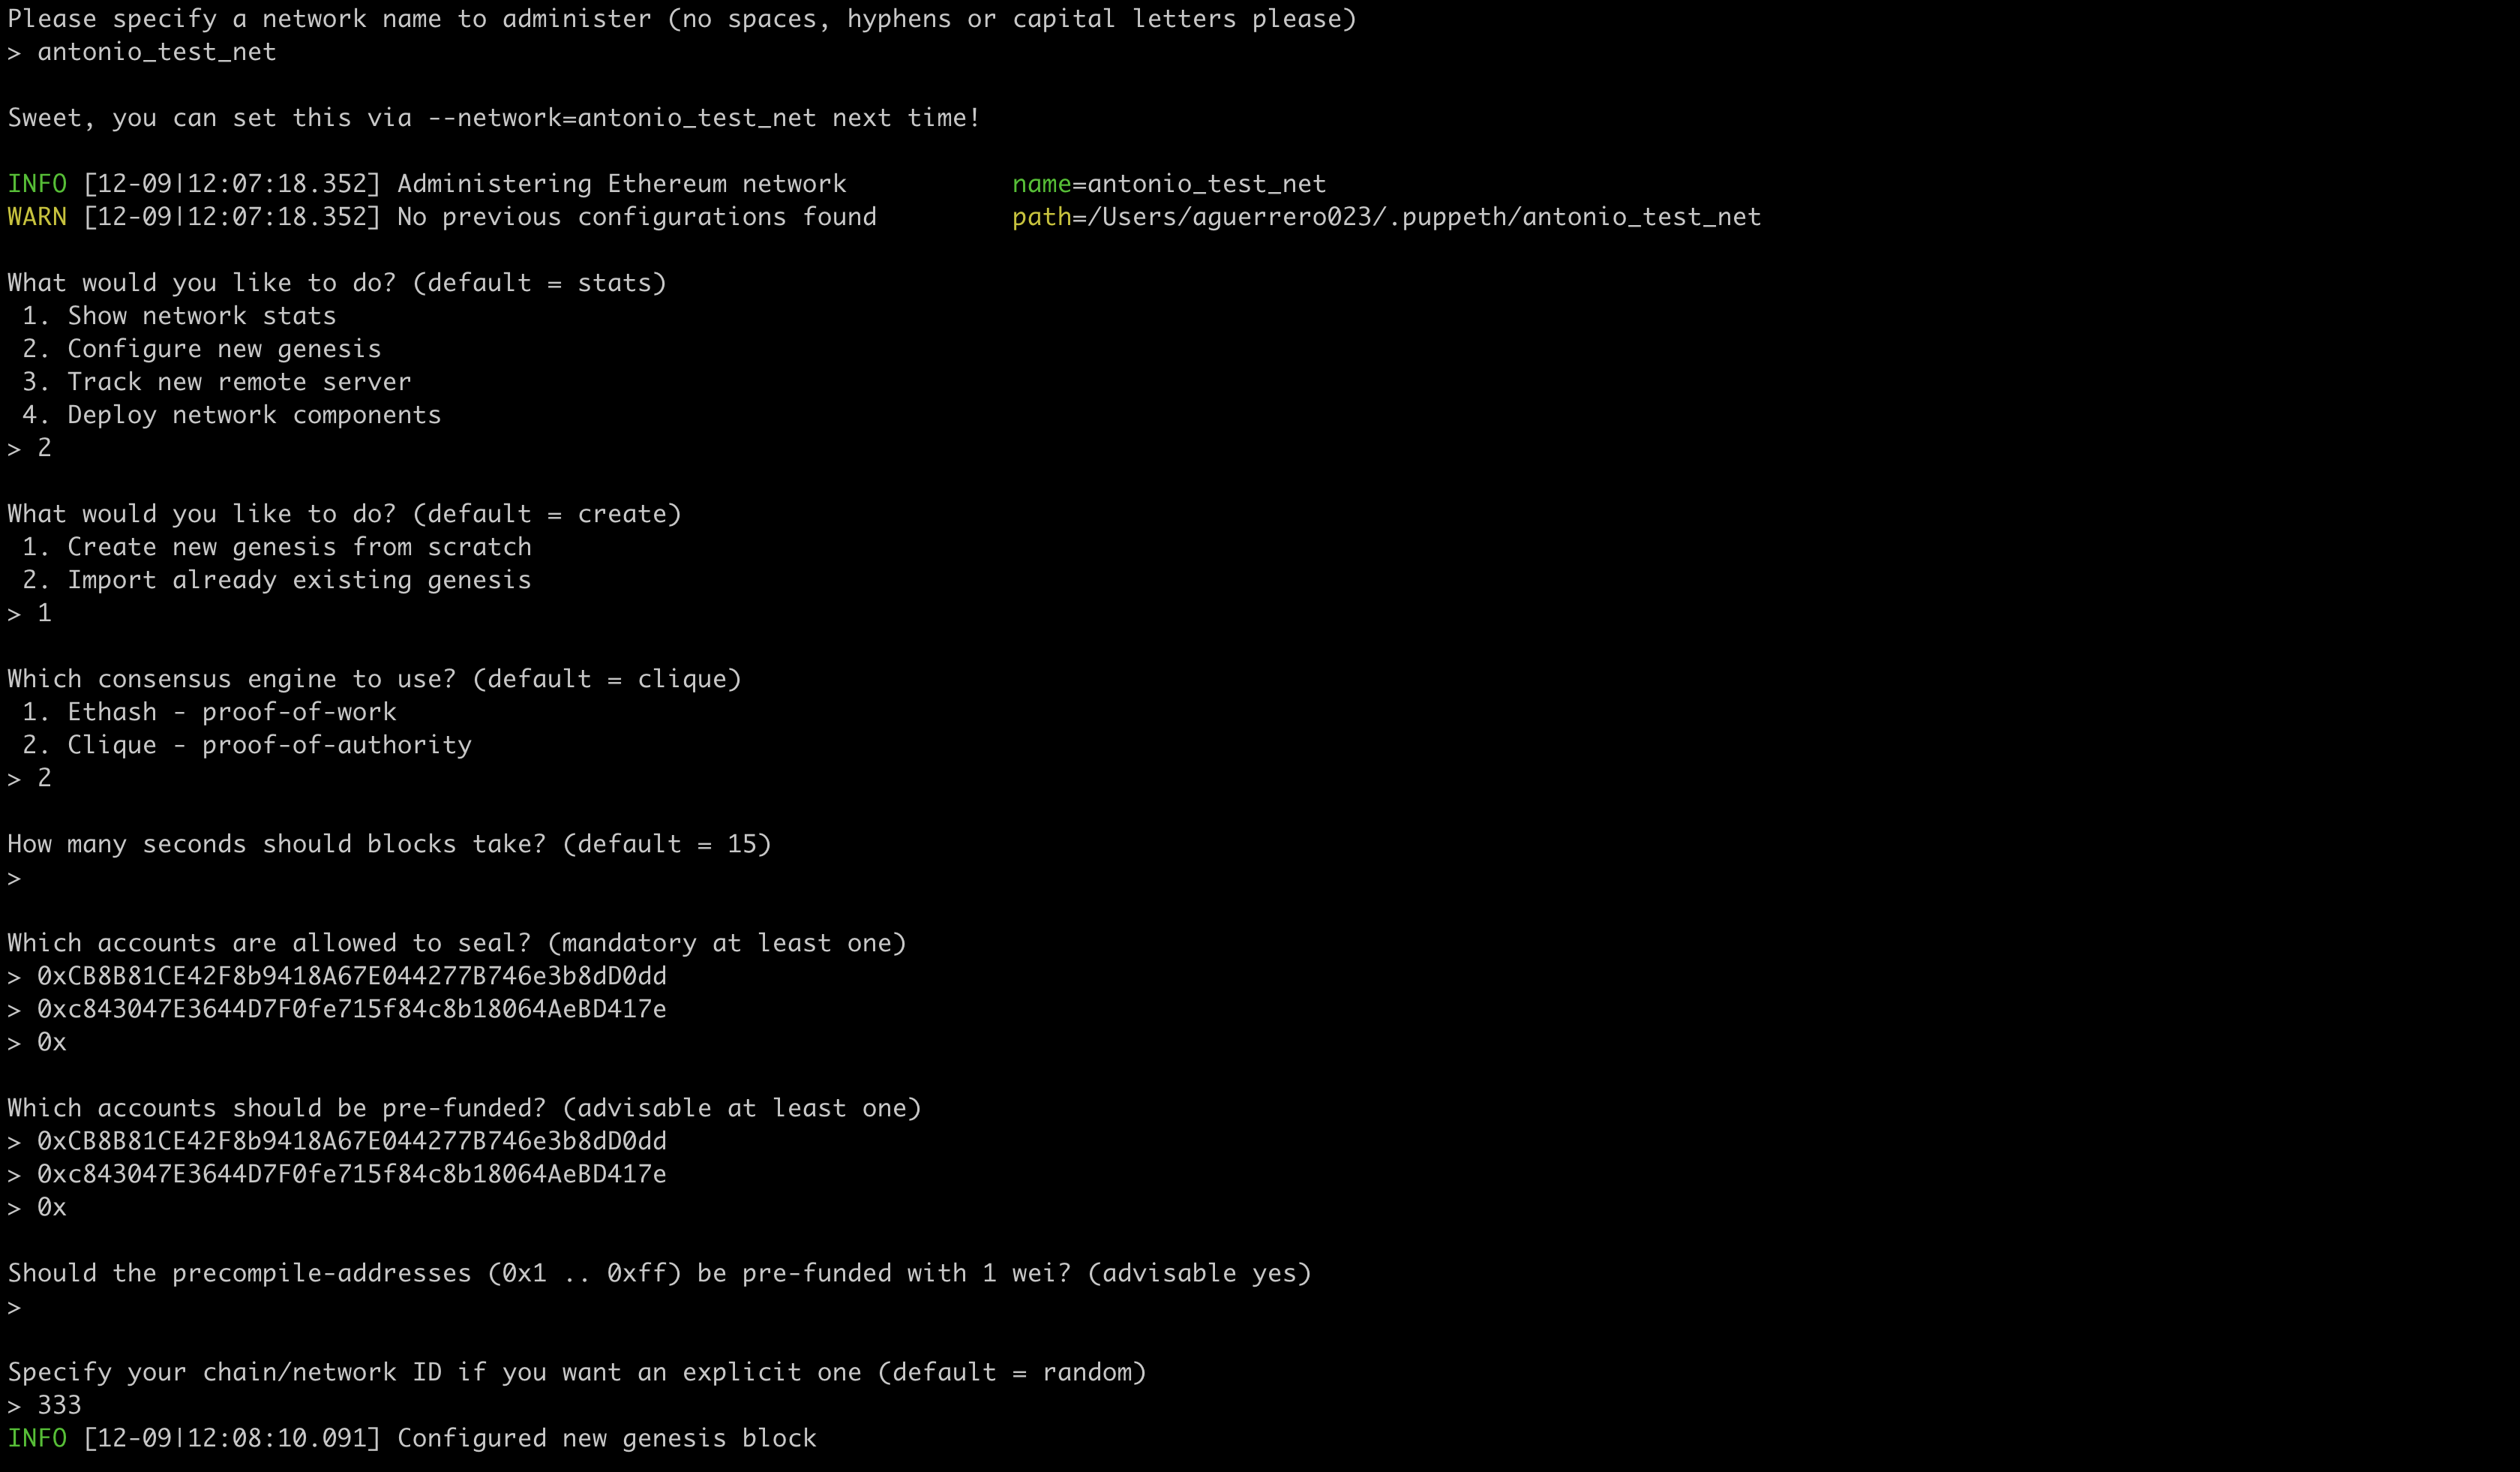 Please specify a network name to administer (no spaces, hyphens or capital letters please)
> antonio_test_net
Sweet, you can set this via --network=antonio_test_net next time!
INFO [12-09|12:07:18.352] Administering Ethereum network name=antonio_test_net
WARN [12-09|12:07:18.352] No previous configurations found path=/Users/aguerrero023/.puppeth/antonio_test_net
What would you like to do? (default = stats)
1. Show network stats
2. Configure new genesis
3. Track new remote server
4. Deploy network components
> 2
What would you like to do? (default = create)
1. Create new genesis from scratch
2. Import already existing genesis
> 1
Which consensus engine to use? (default = clique)
1. Ethash - proof-of-work
2. Clique - proof-of-authority
> 2
How many seconds should blocks take? (default = 15)
>
Which accounts are allowed to seal? (mandatory at least one)
> 0xCB8B81CE42F8b9418A67E044277B746e3b8dD0dd
> 0xc843047E3644D7F0fe715f84c8b18064AeBD417e
> 0x
Which accounts should be pre-funded? (advisable at least one)
> 0xCB8B81CE42F8b9418A67E044277B746e3b8dD0dd
> 0xc843047E3644D7F0fe715f84c8b18064AeBD417e
> 0x
Should the precompile-addresses (0x1 .. 0xff) be pre-funded with 1 wei? (advisable yes)
>
Specify your chain/network ID if you want an explicit one (default = random)
> 333
INFO [12-09|12:08:10.091] Configured new genesis block